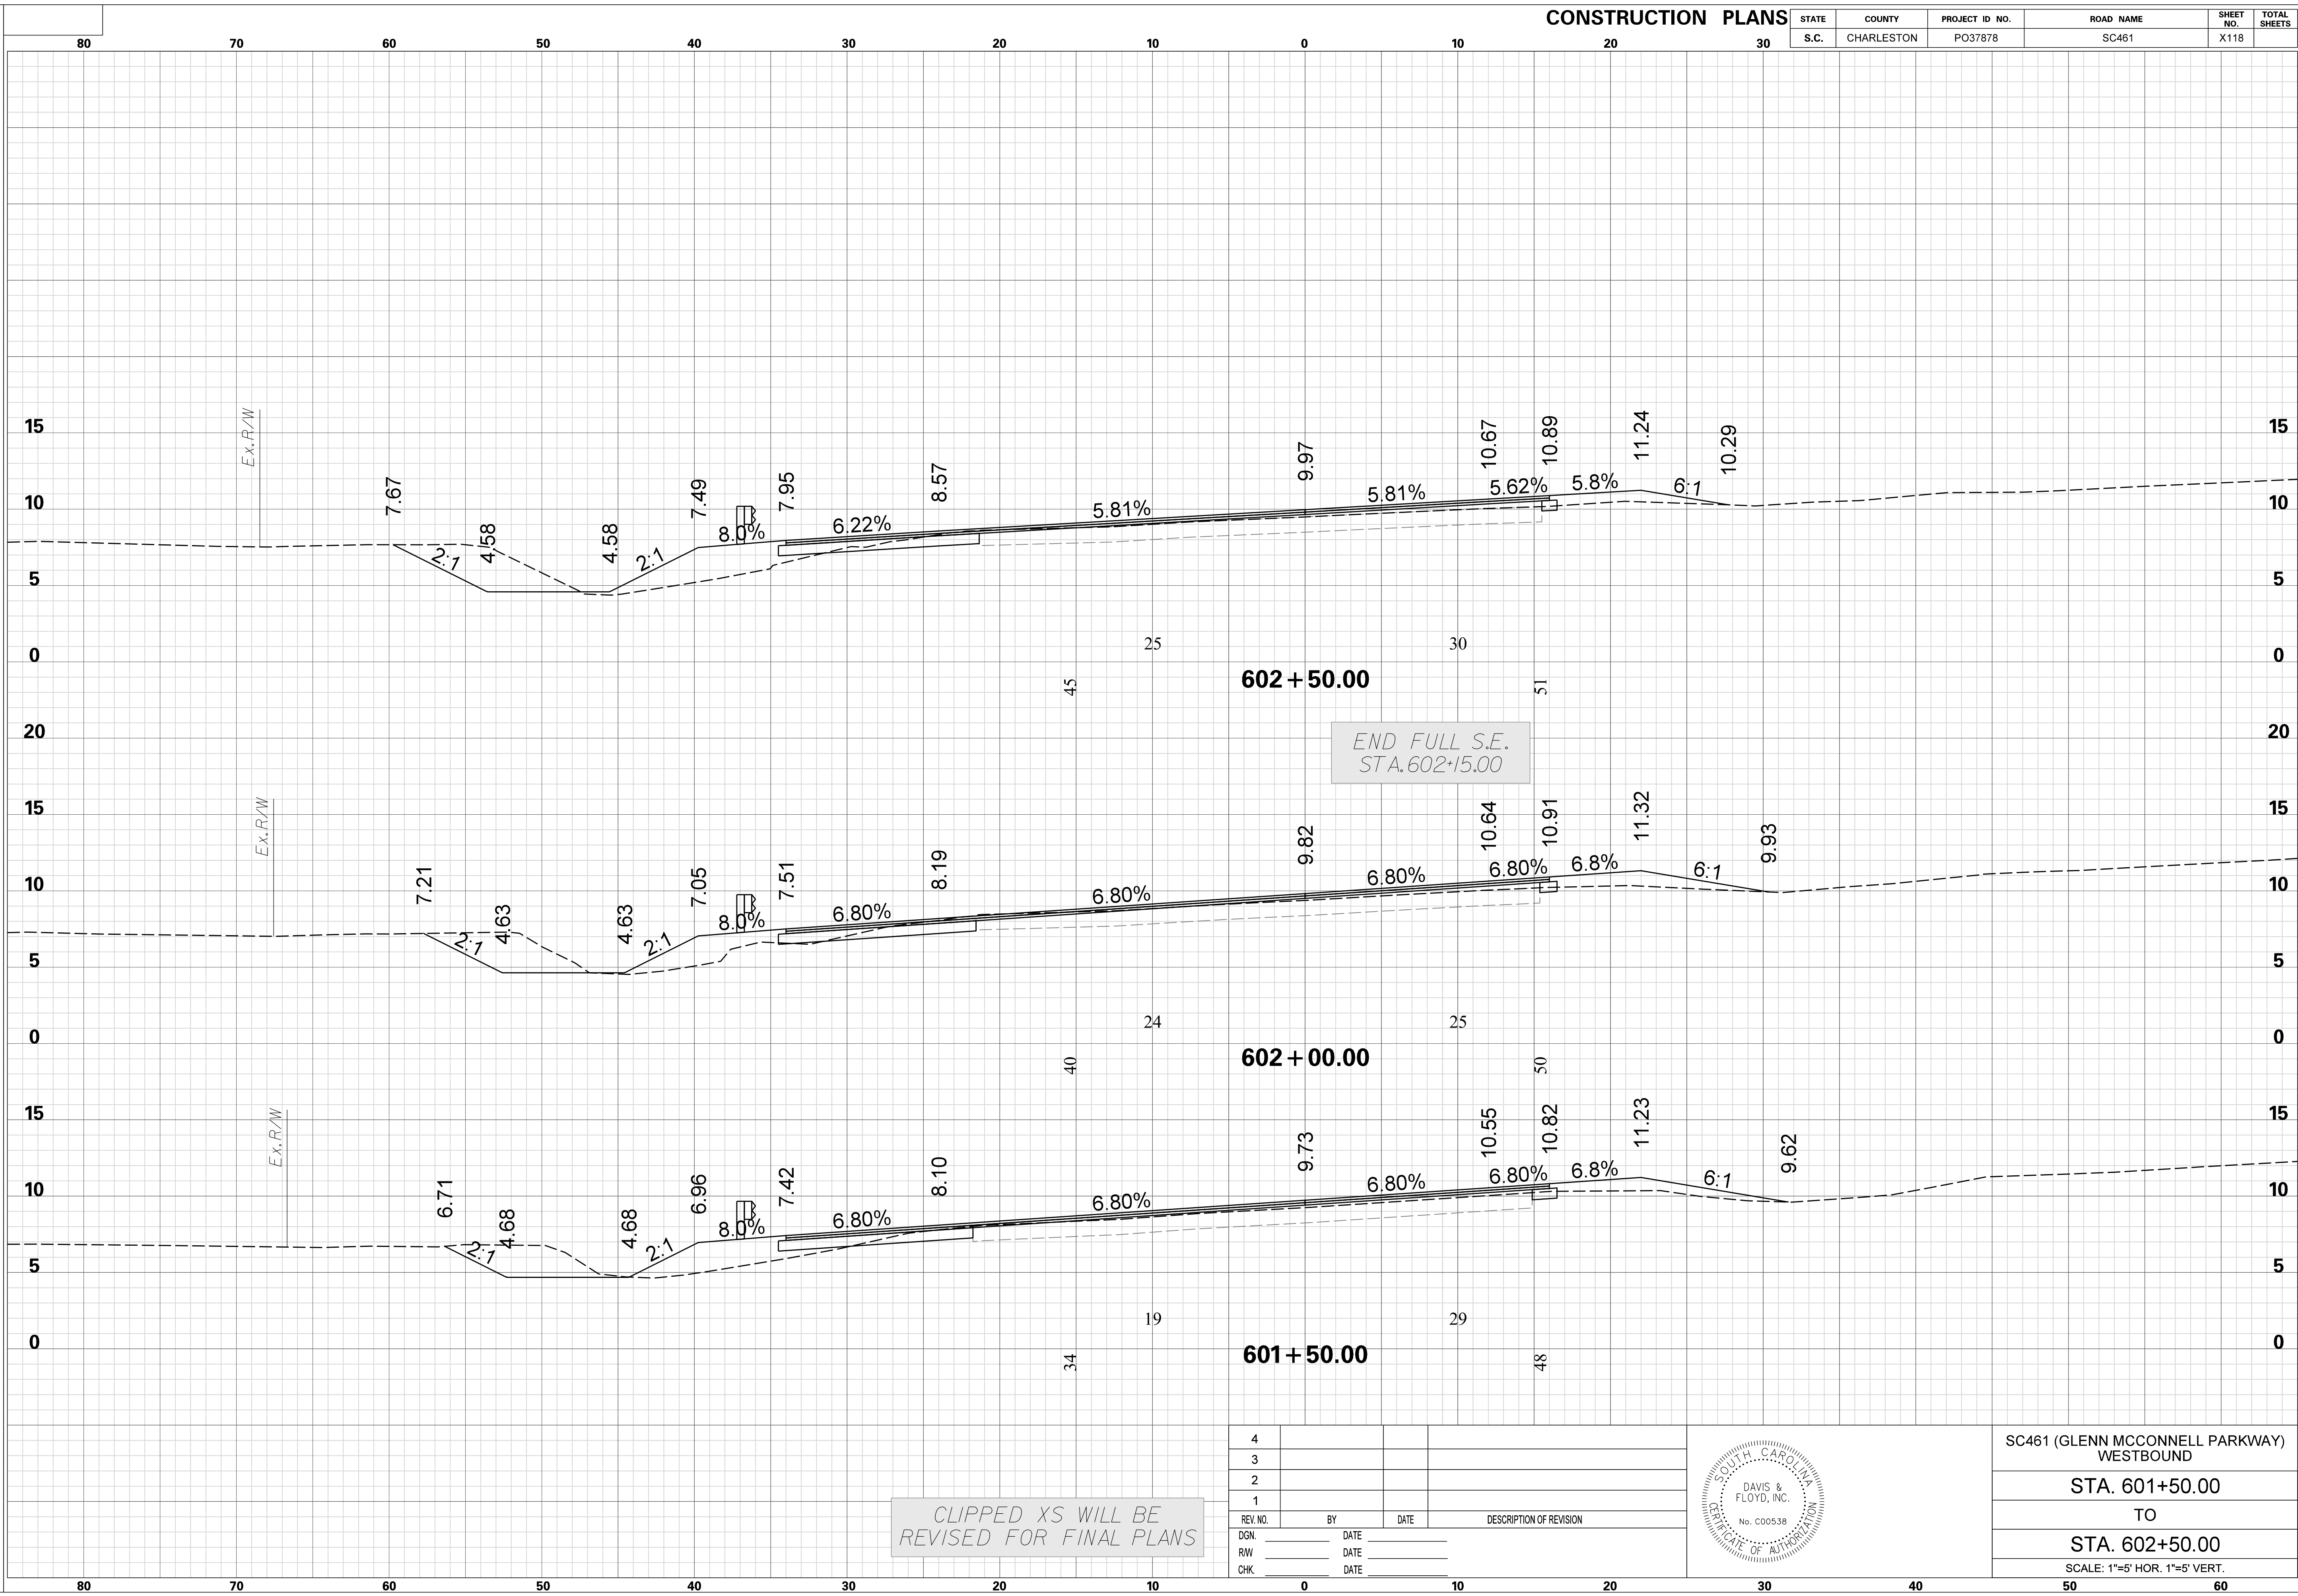 CONSTRUCTION PLANS
STATE COUNTY PROJECT ID NO. ROAD NAME SHEET NO. TOTAL SHEETS
S.C. CHARLESTON PO37878 SC461 X118
80 70 60 50 40 30 20 10 0 10 20 30
Ex.R/W
7.67 4.58 4.58 7.49 7.95 8.57 9.97 10.67 10.89 11.24 10.29
2:1 2:1 8.0% 6.22% 5.81% 5.81% 5.62% 5.8% 6:1
15 15
10 10
5 5
0 0
25 30
45 51
602+50.00
20 20
END FULL S.E.
STA.602+15.00
Ex.R/W
7.21 4.63 4.63 7.05 7.51 8.19 9.82 10.64 10.91 11.32 9.93
2:1 2:1 8.0% 6.80% 6.80% 6.80% 6.80% 6.8% 6:1
15 15
10 10
5 5
0 0
24 25
40 50
602+00.00
Ex.R/W
6.71 4.68 4.68 6.96 7.42 8.10 9.73 10.55 10.82 11.23 9.62
2:1 2:1 8.0% 6.80% 6.80% 6.80% 6.80% 6.8% 6:1
15 15
10 10
5 5
0 0
19 29
34 48
601+50.00
CLIPPED XS WILL BE
REVISED FOR FINAL PLANS
4
3
2
1
REV. NO. BY DATE DESCRIPTION OF REVISION
DGN. DATE
R/W DATE
CHK. DATE
SOUTH CAROLINA
DAVIS &
FLOYD, INC.
No. C00538
CERTIFICATE OF AUTHORIZATION
SC461 (GLENN MCCONNELL PARKWAY)
WESTBOUND
STA. 601+50.00
TO
STA. 602+50.00
SCALE: 1"=5' HOR. 1"=5' VERT.
80 70 60 50 40 30 20 10 0 10 20 30 40 50 60